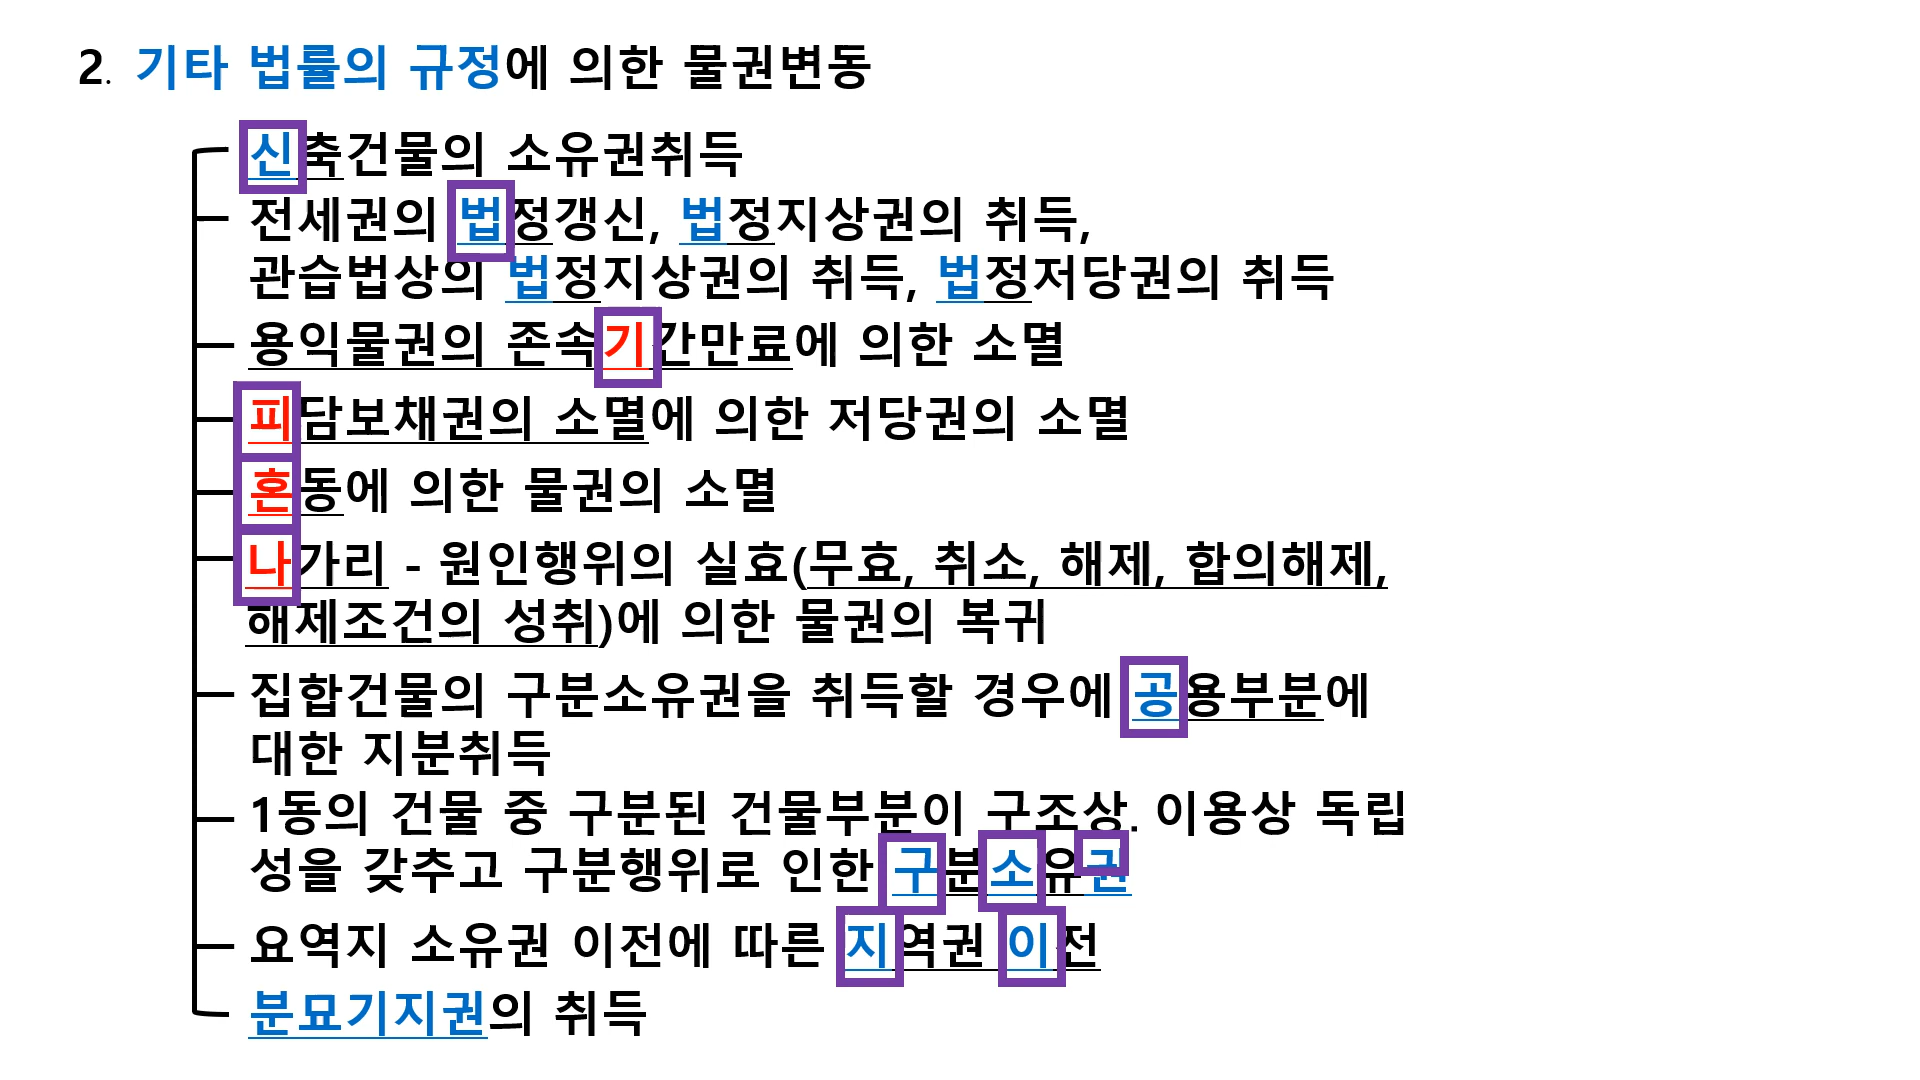 2. 기타 법률의 규정에 의한 물권변동
신축건물의 소유권취득
전세권의 법정갱신, 법정지상권의 취득,
관습법상의 법정지상권의 취득, 법정저당권의 취득
용익물권의 존속기간만료에 의한 소멸
피담보채권의 소멸에 의한 저당권의 소멸
혼동에 의한 물권의 소멸
나가리 - 원인행위의 실효(무효, 취소, 해제, 합의해제,
해제조건의 성취)에 의한 물권의 복귀
집합건물의 구분소유권을 취득할 경우에 공용부분에
대한 지분취득
1동의 건물 중 구분된 건물부분이 구조상. 이용상 독립
성을 갖추고 구분행위로 인한 구분소유권
요역지 소유권 이전에 따른 지역권 이전
분묘기지권의 취득